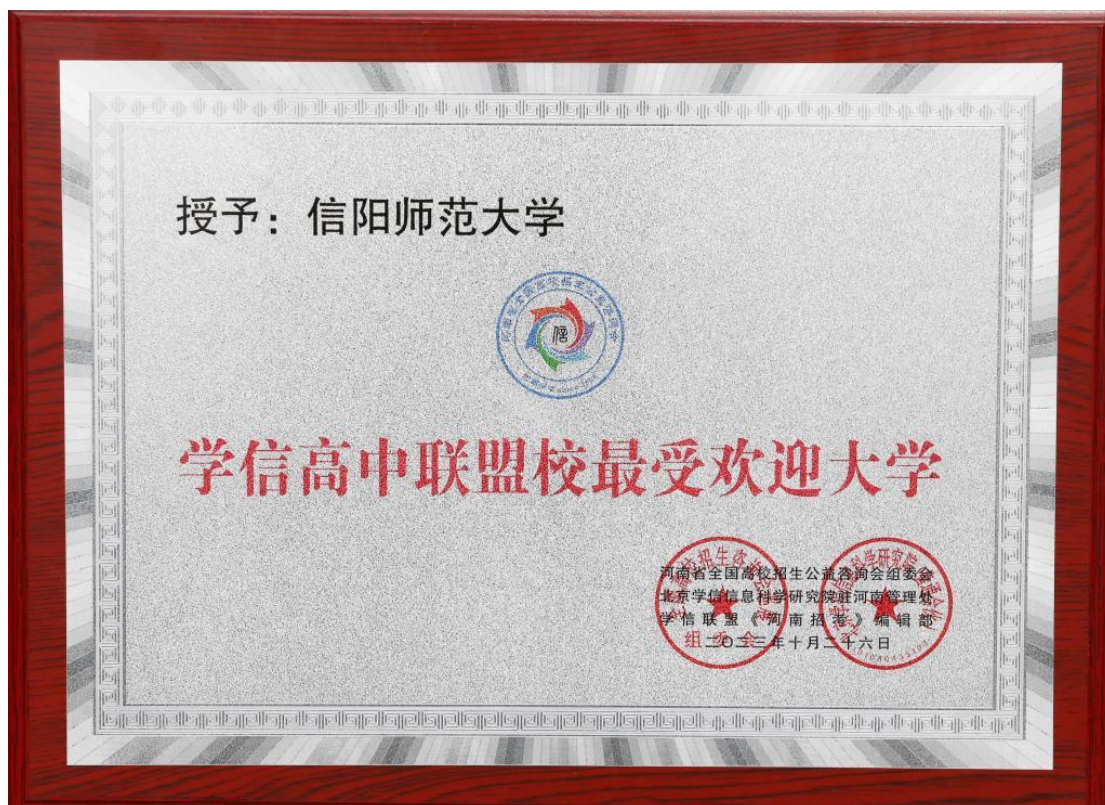 授予：信阳师范大学
信
学信高中联盟校最受欢迎大学
河南省全国高校招生公益咨询会组委会
北京学信信息科学研究院驻河南管理处
学信联盟《河南招考》编辑部
二〇二三年十月二十六日
组委会